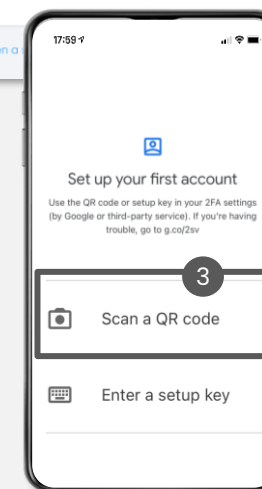 n a s
17:59
Set up your first account
Use the QR code or setup key in your 2FA settings
(by Google or third-party service). If you're having
trouble, go to g.co/2sv
3
Scan a QR code
Enter a setup key